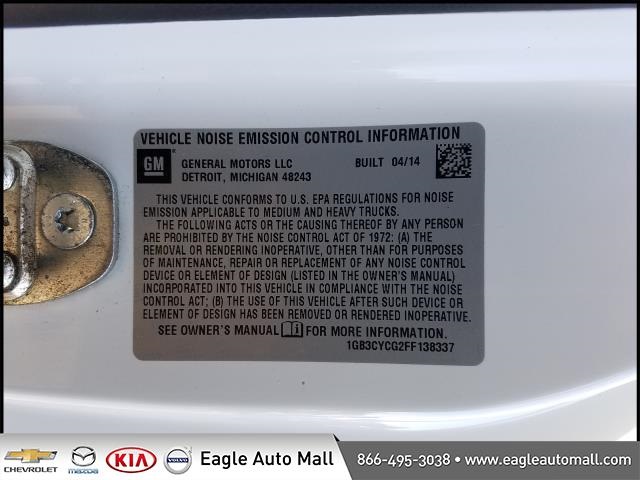 VEHICLE NOISE EMISSION CONTROL INFORMATION
GM
GENERAL MOTORS LLC BUILT 04/14
DETROIT, MICHIGAN 48243
THIS VEHICLE CONFORMS TO U.S. EPA REGULATIONS FOR NOISE
EMISSION APPLICABLE TO MEDIUM AND HEAVY TRUCKS.
THE FOLLOWING ACTS OR THE CAUSING THEREOF BY ANY PERSON
ARE PROHIBITED BY THE NOISE CONTROL ACT OF 1972: (A) THE
REMOVAL OR RENDERING INOPERATIVE, OTHER THAN FOR PURPOSES
OF MAINTENANCE, REPAIR OR REPLACEMENT OF ANY NOISE CONTROL
DEVICE OR ELEMENT OF DESIGN (LISTED IN THE OWNER'S MANUAL)
INCORPORATED INTO THIS VEHICLE IN COMPLIANCE WITH THE NOISE
CONTROL ACT; (B) THE USE OF THIS VEHICLE AFTER SUCH DEVICE OR
ELEMENT OF DESIGN HAS BEEN REMOVED OR RENDERED INOPERATIVE.
SEE OWNER'S MANUAL FOR MORE INFORMATION.
1GB3CYCG2FF138337
CHEVROLET mazda KIA VOLVO Eagle Auto Mall 866-495-3038 • www.eagleautomall.com